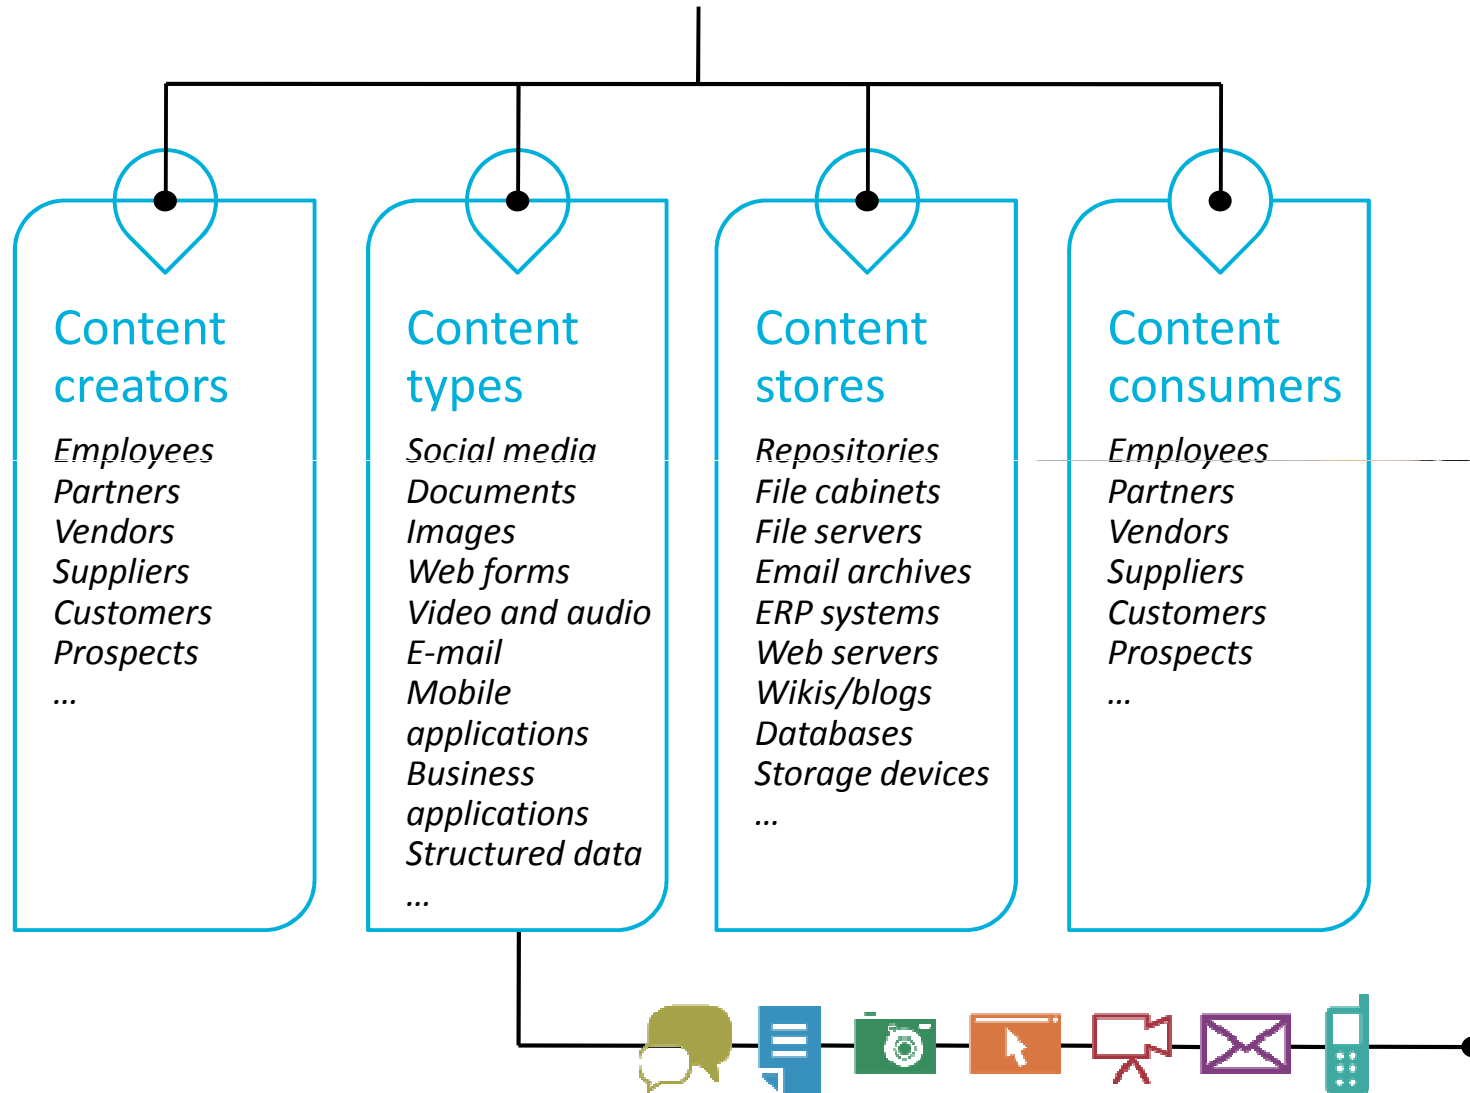 Content
creators
Employees
Partners
Vendors
Suppliers
Customers
Prospects
…
Content
types
Social media
Documents
Images
Web forms
Video and audio
E-mail
Mobile
applications
Business
applications
Structured data
…
Content
stores
Repositories
File cabinets
File servers
Email archives
ERP systems
Web servers
Wikis/blogs
Databases
Storage devices
…
Content
consumers
Employees
Partners
Vendors
Suppliers
Customers
Prospects
…